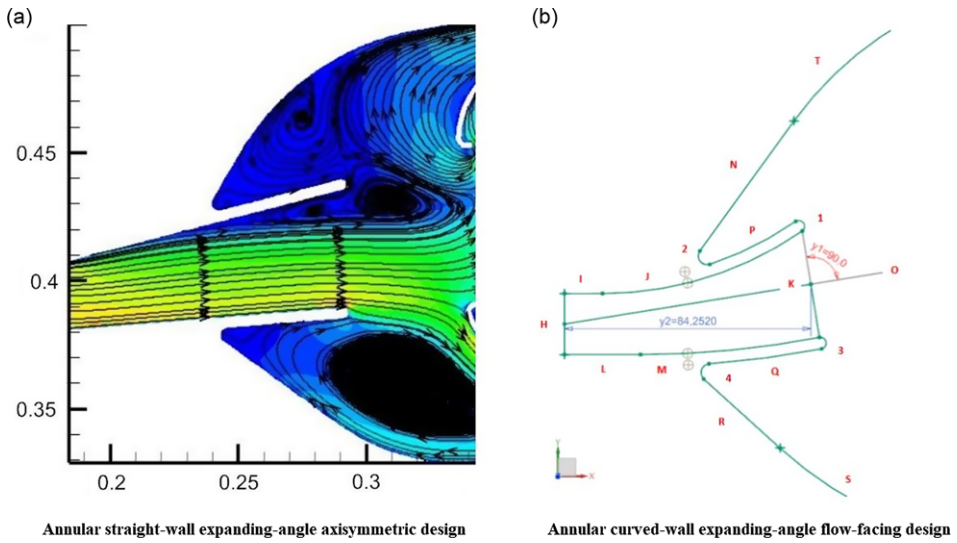 (a)
0.45
0.4
0.35
0.2 0.25 0.3
Annular straight-wall expanding-angle axisymmetric design
(b)
T
N
1
P
2
y1=90.0
I
J
K
O
H
y2=84.2520
3
L
M
Q
4
R
Y
X
S
Annular curved-wall expanding-angle flow-facing design